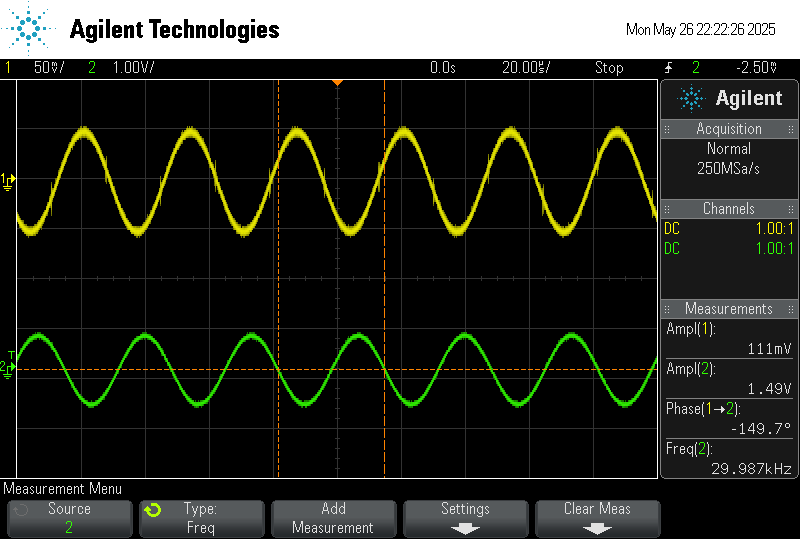 Agilent Technologies
Mon May 26 22:22:26 2025
1 50⅋/ 2 1.00V/ 0.0s 20.00㎲/ Stop 2 -2.50⅋
Agilent
Acquisition
Normal
250MSa/s
Channels
DC 1.00:1
DC 1.00:1
Measurements
Ampl(1):
111mV
Ampl(2):
1.49V
Phase(1→2):
-149.7°
Freq(2):
29.987kHz
1
T
2
Measurement Menu
Source
2
Type:
Freq
Add
Measurement
Settings
Clear Meas